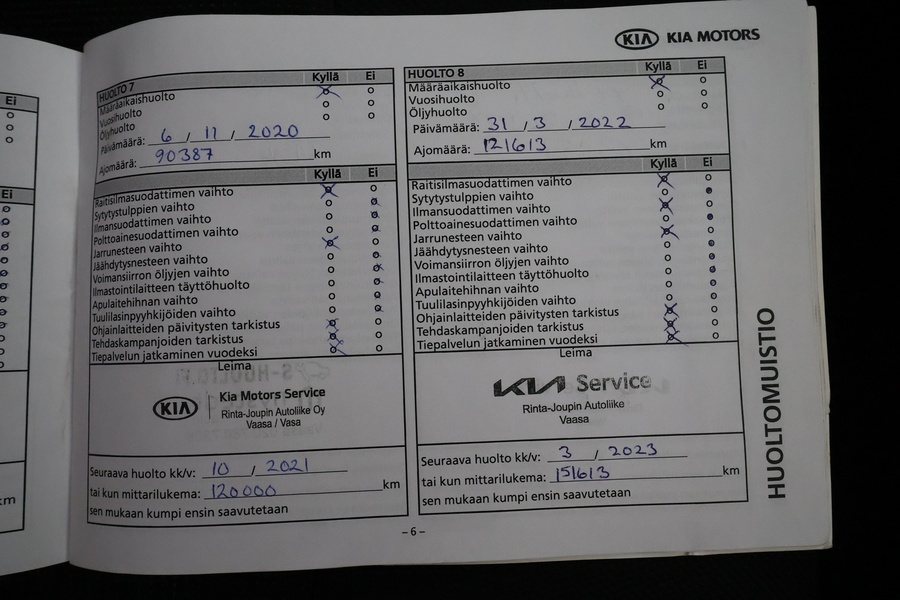 KIA KIA MOTORS
Ei
Ei
km
Kyllä Ei
HUOLTO 7
Määräaikaishuolto
Vuosihuolto
Öljyhuolto
Päivämäärä: 6 / 11 / 2020
Ajomäärä: 90387 km
Kyllä Ei
Raitisilmasuodattimen vaihto
Sytytystulppien vaihto
Ilmansuodattimen vaihto
Polttoainesuodattimen vaihto
Jarrunesteen vaihto
Jäähdytysnesteen vaihto
Voimansiirron öljyjen vaihto
Ilmastointilaitteen täyttöhuolto
Apulaitehihnan vaihto
Tuulilasinpyyhkijöiden vaihto
Ohjainlaitteiden päivitysten tarkistus
Tehdaskampanjoiden tarkistus
Tiepalvelun jatkaminen vuodeksi
Leima
KIA Kia Motors Service
Rinta-Joupin Autoliike Oy
Vaasa / Vasa
Seuraava huolto kk/v: 10 / 2021
tai kun mittarilukema: 120000 km
sen mukaan kumpi ensin saavutetaan
HUOLTO 8 Kyllä Ei
Määräaikaishuolto
Vuosihuolto
Öljyhuolto
Päivämäärä: 31 / 3 / 2022
Ajomäärä: 121613 km
Kyllä Ei
Raitisilmasuodattimen vaihto
Sytytystulppien vaihto
Ilmansuodattimen vaihto
Polttoainesuodattimen vaihto
Jarrunesteen vaihto
Jäähdytysnesteen vaihto
Voimansiirron öljyjen vaihto
Ilmastointilaitteen täyttöhuolto
Apulaitehihnan vaihto
Tuulilasinpyyhkijöiden vaihto
Ohjainlaitteiden päivitysten tarkistus
Tehdaskampanjoiden tarkistus
Tiepalvelun jatkaminen vuodeksi
Leima
KIA Service
Rinta-Joupin Autoliike
Vaasa
Seuraava huolto kk/v: 3 / 2023
tai kun mittarilukema: 151613 km
sen mukaan kumpi ensin saavutetaan
HUOLTOMUISTIO
– 6 –